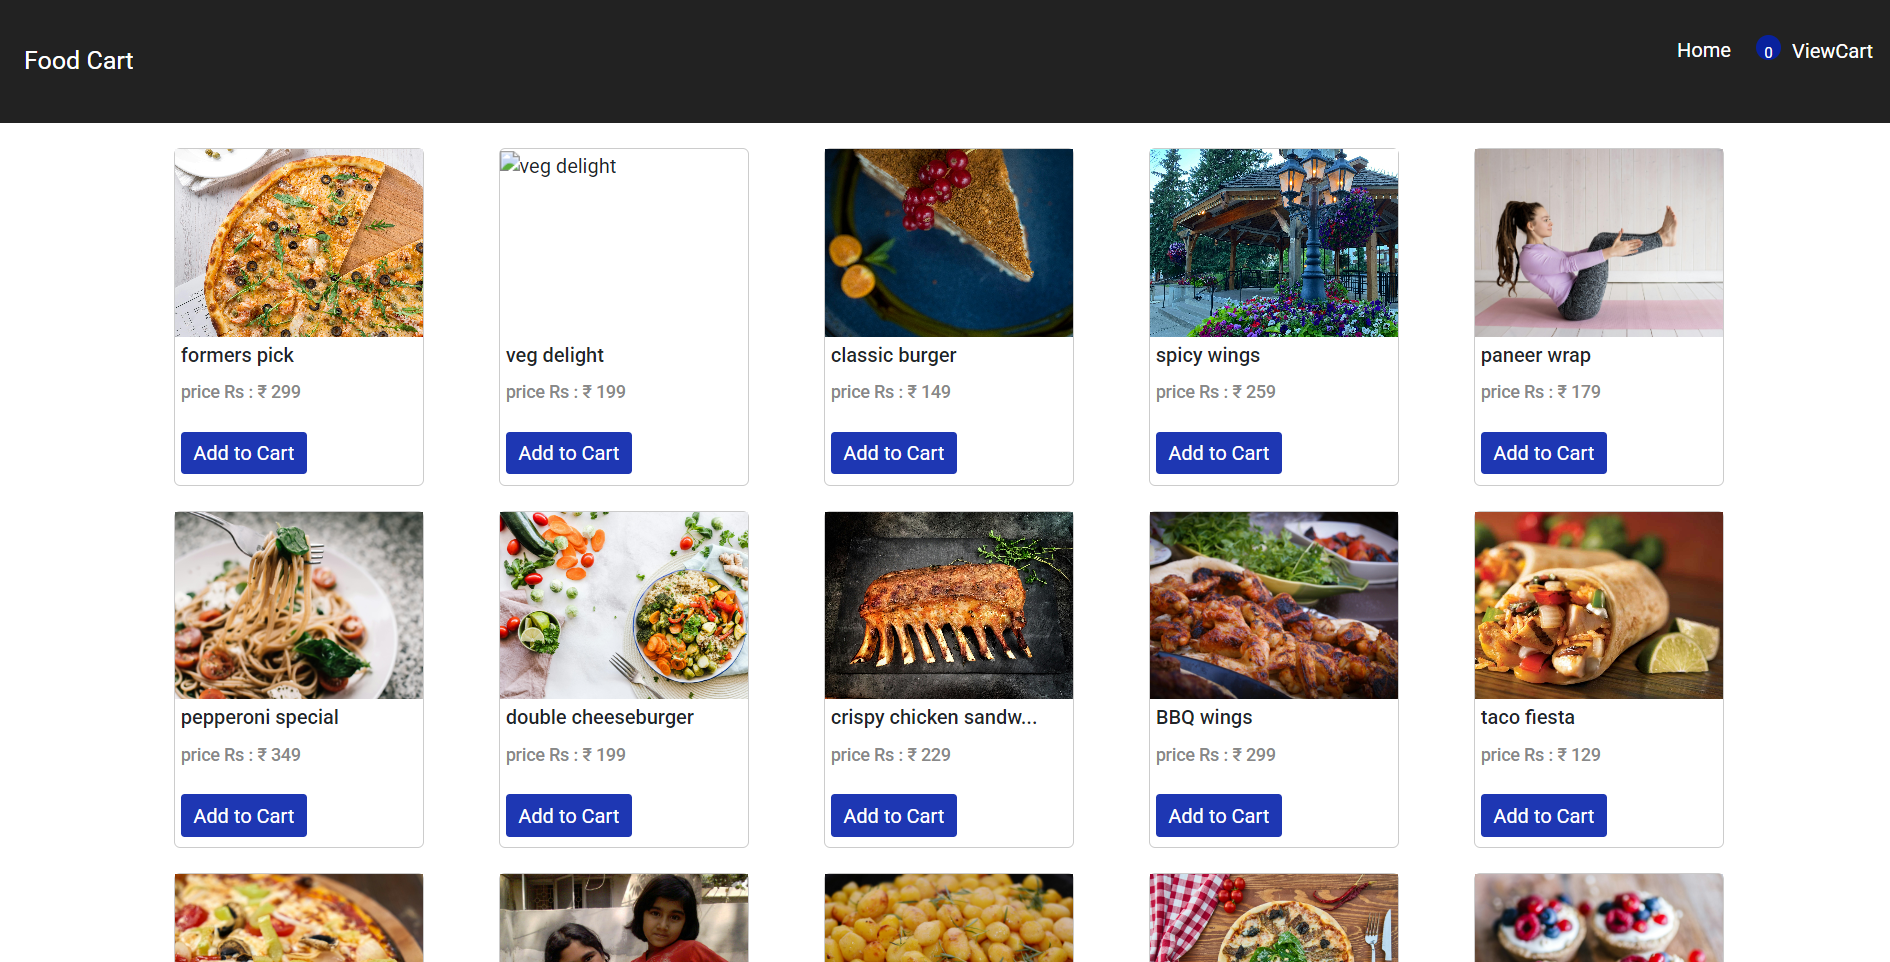 Food Cart
Home 0 ViewCart
veg delight
formers pick
price Rs : ₹ 299
Add to Cart
veg delight
price Rs : ₹ 199
Add to Cart
classic burger
price Rs : ₹ 149
Add to Cart
spicy wings
price Rs : ₹ 259
Add to Cart
paneer wrap
price Rs : ₹ 179
Add to Cart
pepperoni special
price Rs : ₹ 349
Add to Cart
double cheeseburger
price Rs : ₹ 199
Add to Cart
crispy chicken sandw...
price Rs : ₹ 229
Add to Cart
BBQ wings
price Rs : ₹ 299
Add to Cart
taco fiesta
price Rs : ₹ 129
Add to Cart